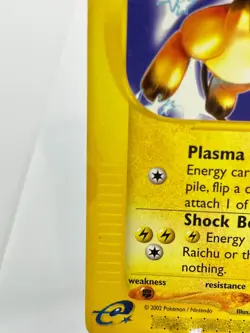 Plasma
Energy car
pile, flip a c
attach 1 of
Shock Bo
Energy
Raichu or th
nothing.
weakness
resistance
e
© 2002 Pokémon / Nintendo Illus